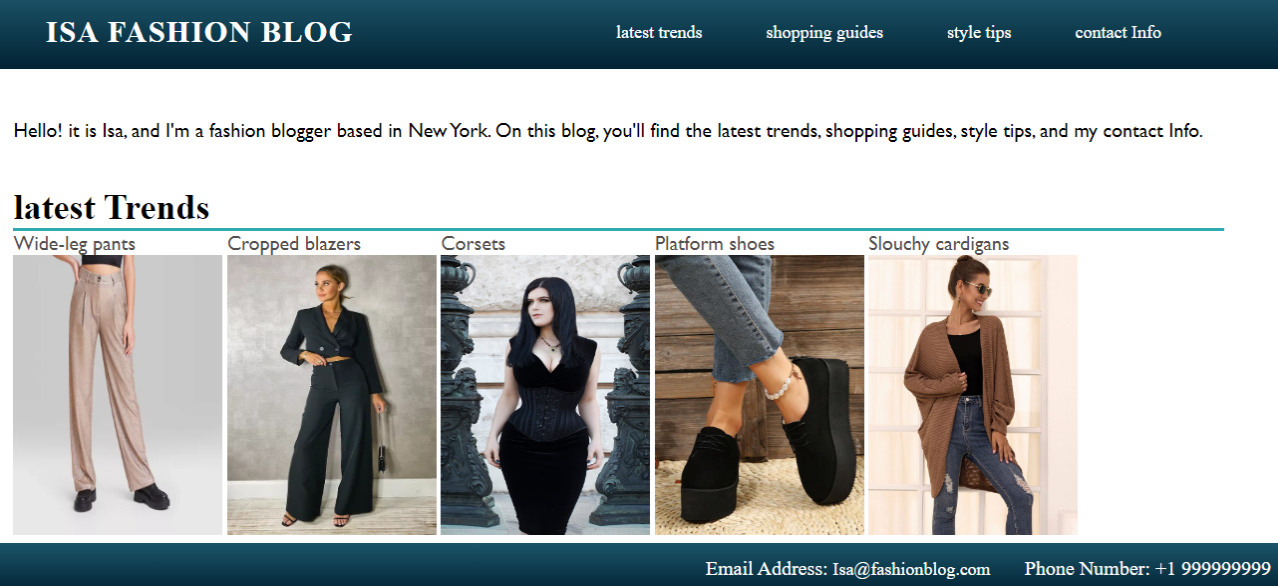 ISA FASHION BLOG latest trends shopping guides style tips contact Info
Hello! it is Isa, and I'm a fashion blogger based in New York. On this blog, you'll find the latest trends, shopping guides, style tips, and my contact Info.
latest Trends
Wide-leg pants Cropped blazers Corsets Platform shoes Slouchy cardigans
Email Address: Isa@fashionblog.com Phone Number: +1 999999999